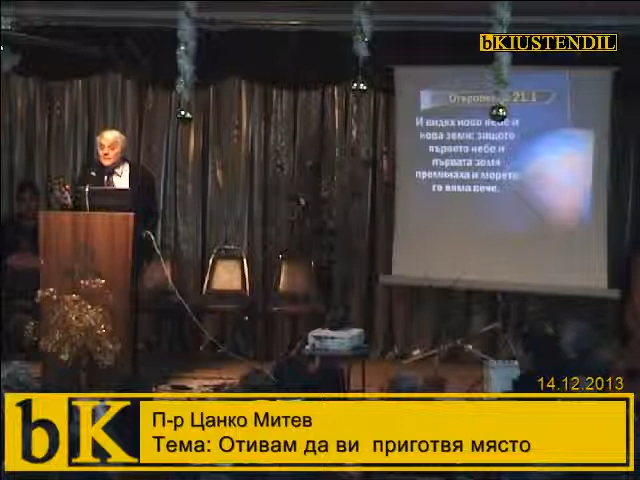 bKIUSTENDIL
Откровение 21:1
И видях ново небе и
нова земя; защото
първото небе и
първата земя
преминаха и морето
го няма вече.
14.12.2013
bK
П-р Цанко Митев
Тема: Отивам да ви приготвя място